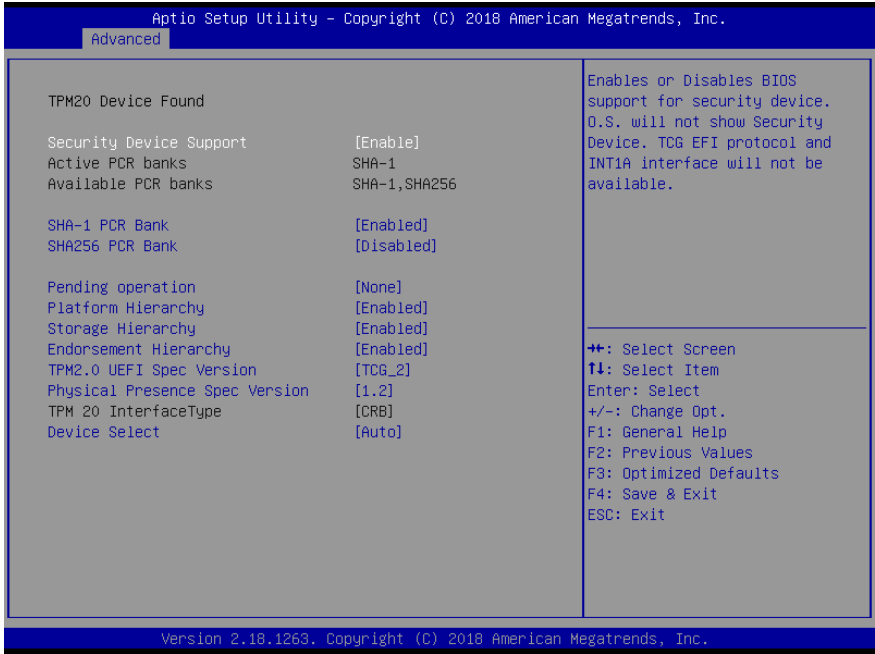 Aptio Setup Utility – Copyright (C) 2018 American Megatrends, Inc.
Advanced
TPM20 Device Found
Security Device Support [Enable]
Active PCR banks SHA-1
Available PCR banks SHA-1,SHA256
SHA-1 PCR Bank [Enabled]
SHA256 PCR Bank [Disabled]
Pending operation [None]
Platform Hierarchy [Enabled]
Storage Hierarchy [Enabled]
Endorsement Hierarchy [Enabled]
TPM2.0 UEFI Spec Version [TCG_2]
Physical Presence Spec Version [1.2]
TPM 20 InterfaceType [CRB]
Device Select [Auto]
Enables or Disables BIOS
support for security device.
O.S. will not show Security
Device. TCG EFI protocol and
INT1A interface will not be
available.
→←: Select Screen
↑↓: Select Item
Enter: Select
+/-: Change Opt.
F1: General Help
F2: Previous Values
F3: Optimized Defaults
F4: Save & Exit
ESC: Exit
Version 2.18.1263. Copyright (C) 2018 American Megatrends, Inc.